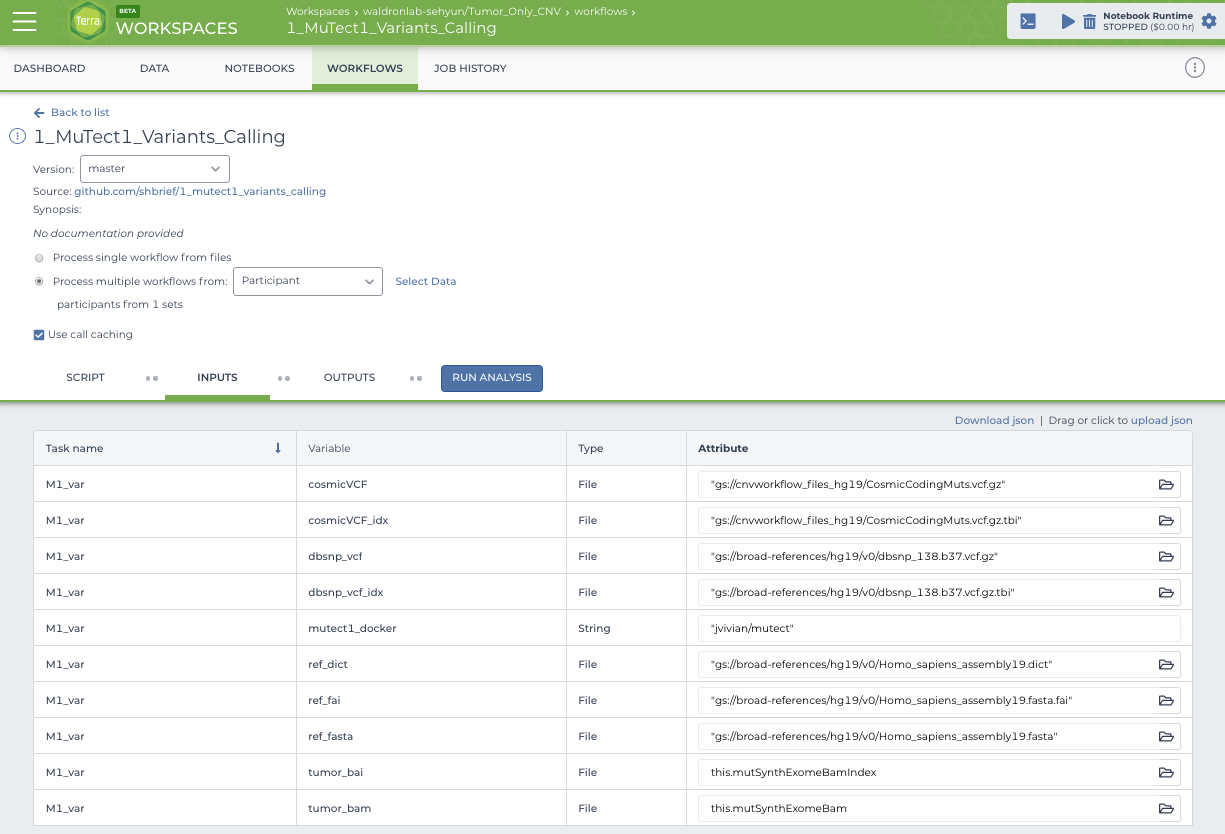 Terra
BETA
WORKSPACES
Workspaces › waldronlab-sehyun/Tumor_Only_CNV › workflows ›
1_MuTect1_Variants_Calling
Notebook Runtime
STOPPED ($0.00 hr)
DASHBOARD DATA NOTEBOOKS WORKFLOWS JOB HISTORY
Back to list
1_MuTect1_Variants_Calling
Version: master
Source: github.com/shbrief/1_mutect1_variants_calling
Synopsis:
No documentation provided
Process single workflow from files
Process multiple workflows from: Participant Select Data
participants from 1 sets
Use call caching
SCRIPT INPUTS OUTPUTS RUN ANALYSIS
Download json | Drag or click to upload json
Task name Variable Type Attribute
M1_var cosmicVCF File "gs://cnvworkflow_files_hg19/CosmicCodingMuts.vcf.gz"
M1_var cosmicVCF_idx File "gs://cnvworkflow_files_hg19/CosmicCodingMuts.vcf.gz.tbi"
M1_var dbsnp_vcf File "gs://broad-references/hg19/v0/dbsnp_138.b37.vcf.gz"
M1_var dbsnp_vcf_idx File "gs://broad-references/hg19/v0/dbsnp_138.b37.vcf.gz.tbi"
M1_var mutect1_docker String "jvivian/mutect"
M1_var ref_dict File "gs://broad-references/hg19/v0/Homo_sapiens_assembly19.dict"
M1_var ref_fai File "gs://broad-references/hg19/v0/Homo_sapiens_assembly19.fasta.fai"
M1_var ref_fasta File "gs://broad-references/hg19/v0/Homo_sapiens_assembly19.fasta"
M1_var tumor_bai File this.mutSynthExomeBamIndex
M1_var tumor_bam File this.mutSynthExomeBam